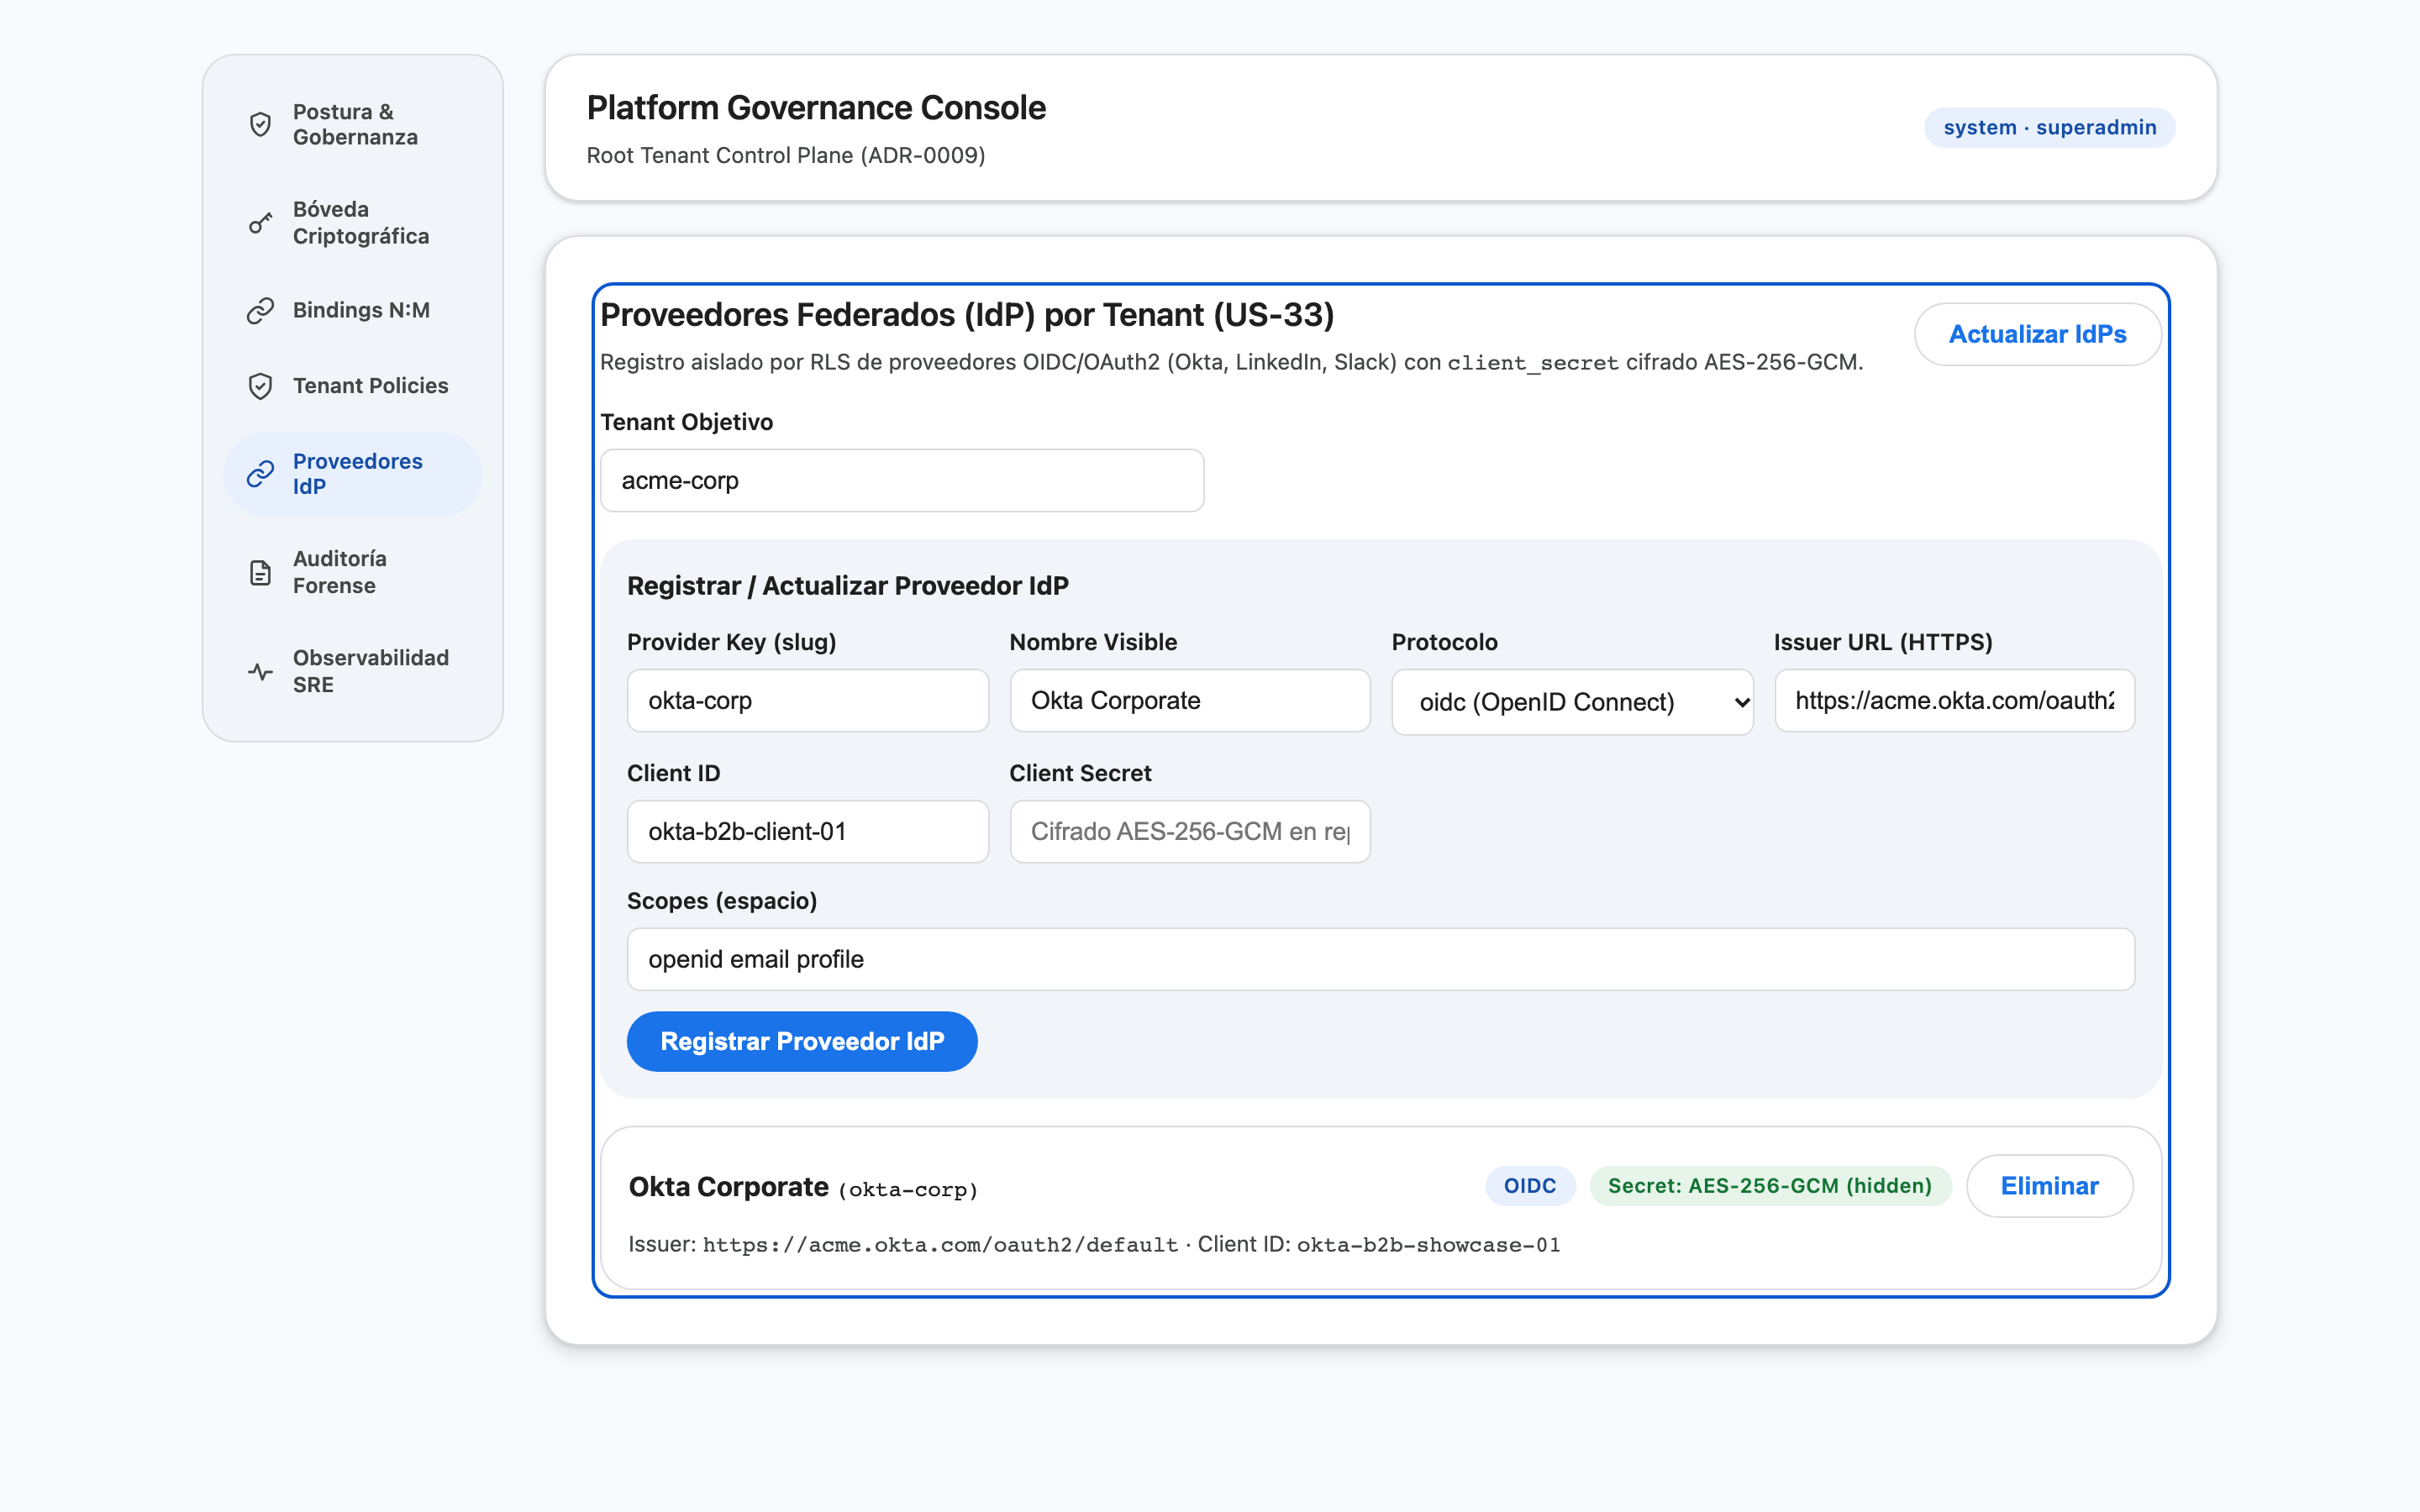 Postura &
Gobernanza
Bóveda
Criptográfica
Bindings N:M
Tenant Policies
Proveedores
IdP
Auditoría
Forense
Observabilidad
SRE
Platform Governance Console
Root Tenant Control Plane (ADR-0009)
system · superadmin
Proveedores Federados (IdP) por Tenant (US-33)
Registro aislado por RLS de proveedores OIDC/OAuth2 (Okta, LinkedIn, Slack) con client_secret cifrado AES-256-GCM.
Actualizar IdPs
Tenant Objetivo
acme-corp
Registrar / Actualizar Proveedor IdP
Provider Key (slug)
okta-corp
Nombre Visible
Okta Corporate
Protocolo
oidc (OpenID Connect)
Issuer URL (HTTPS)
https://acme.okta.com/oauth2
Client ID
okta-b2b-client-01
Client Secret
Cifrado AES-256-GCM en rep
Scopes (espacio)
openid email profile
Registrar Proveedor IdP
Okta Corporate (okta-corp)
OIDC
Secret: AES-256-GCM (hidden)
Eliminar
Issuer: https://acme.okta.com/oauth2/default · Client ID: okta-b2b-showcase-01